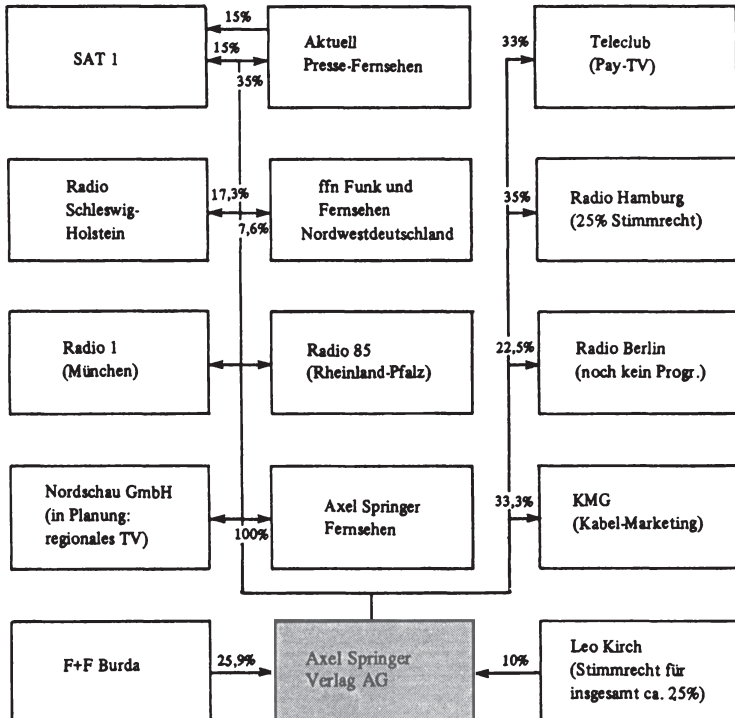 15%
SAT 1
15%
35%
Aktuell
Presse-Fernsehen
33%
Teleclub
(Pay-TV)
Radio
Schleswig-
Holstein
17,3%
7,6%
ffn Funk und
Fernsehen
Nordwestdeutschland
35%
Radio Hamburg
(25% Stimmrecht)
Radio 1
(München)
Radio 85
(Rheinland-Pfalz)
22,5%
Radio Berlin
(noch kein Progr.)
Nordschau GmbH
(in Planung:
regionales TV)
100%
Axel Springer
Fernsehen
33,3%
KMG
(Kabel-Marketing)
F+F Burda
25,9%
Axel Springer
Verlag AG
10%
Leo Kirch
(Stimmrecht für
insgesamt ca. 25%)